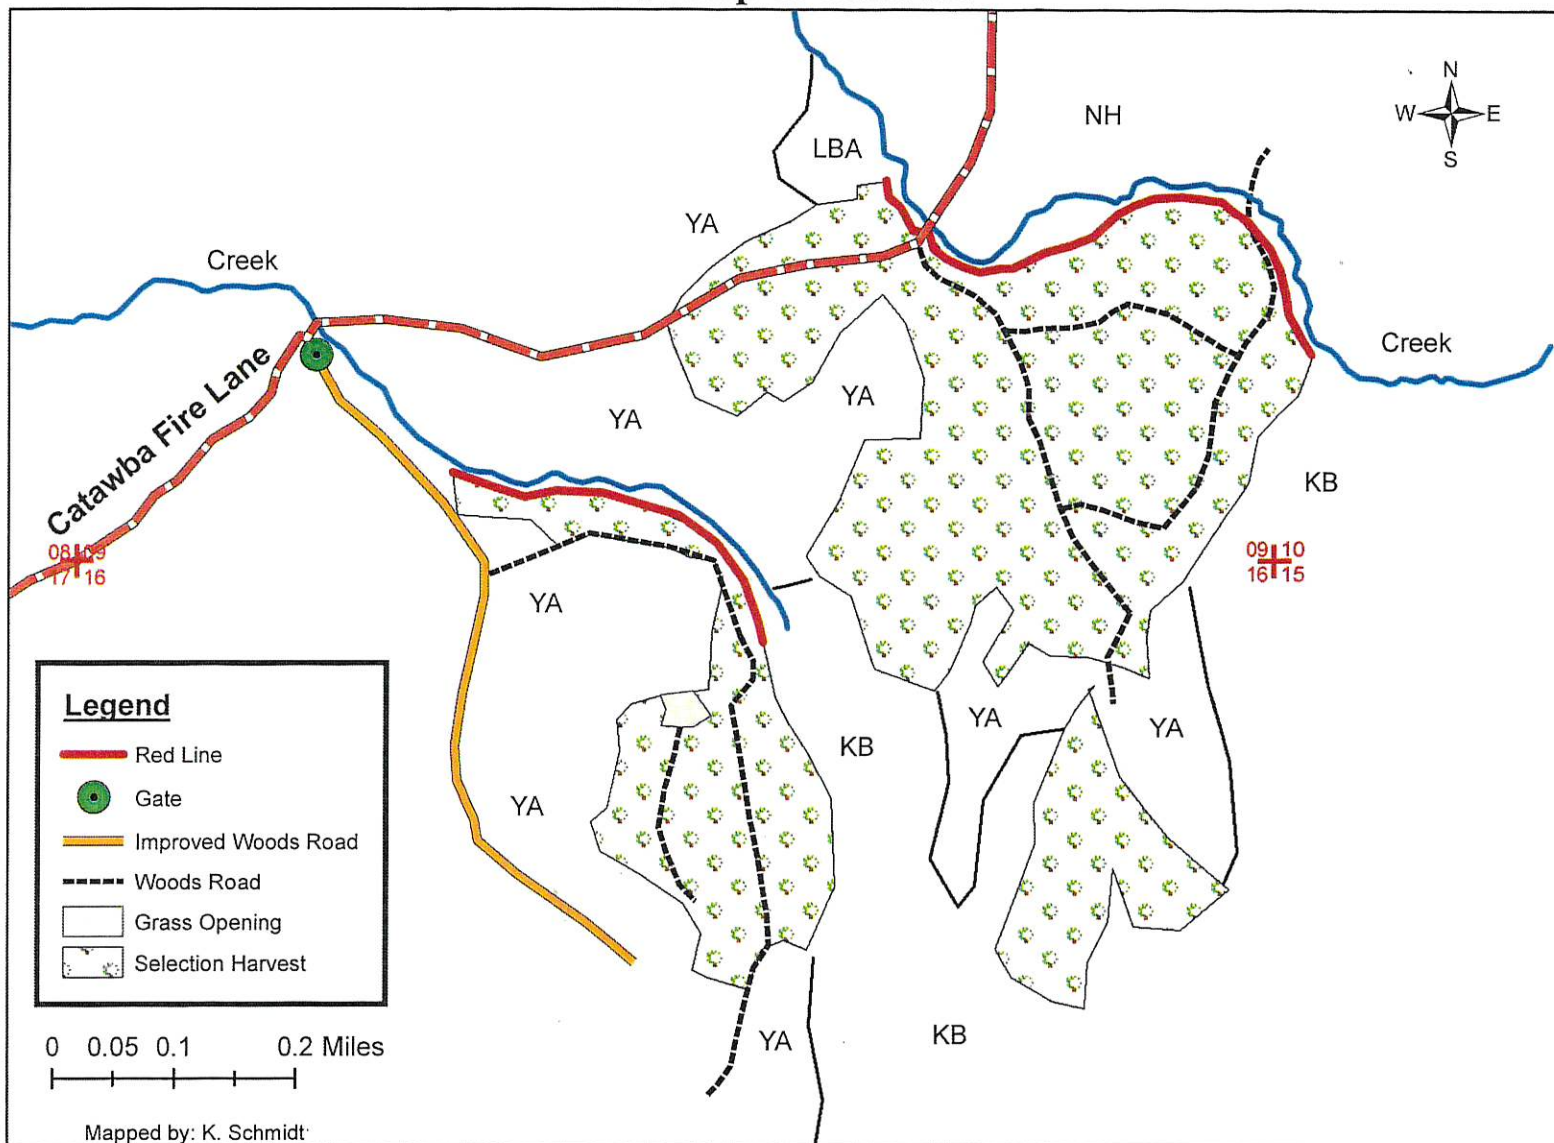 N
W E
S
NH
LBA
YA
Creek
Creek
Catawba Fire Lane
YA
YA
KB
08 09
17 16
09 10
16 15
YA
YA
YA
KB
YA
YA
KB
Legend
Red Line
Gate
Improved Woods Road
Woods Road
Grass Opening
Selection Harvest
0 0.05 0.1 0.2 Miles
Mapped by: K. Schmidt